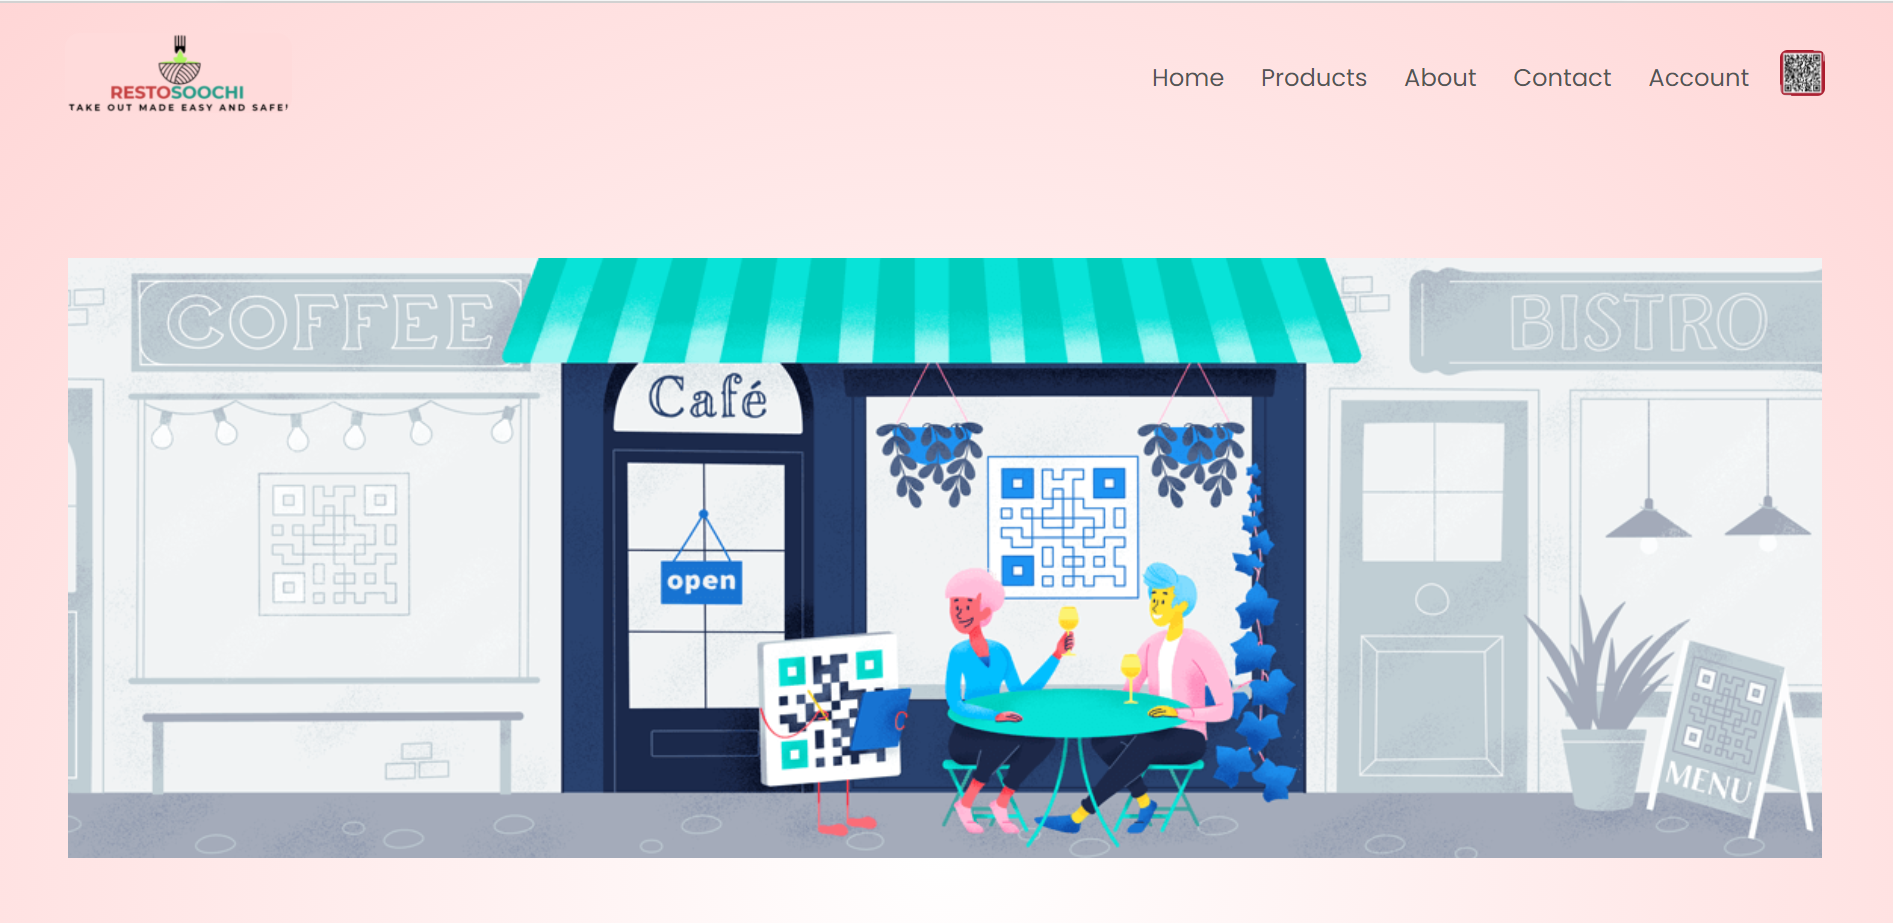 RESTOSOOCHI
TAKE OUT MADE EASY AND SAFE!
Home Products About Contact Account
COFFEE
BISTRO
Café
open
C
MENU